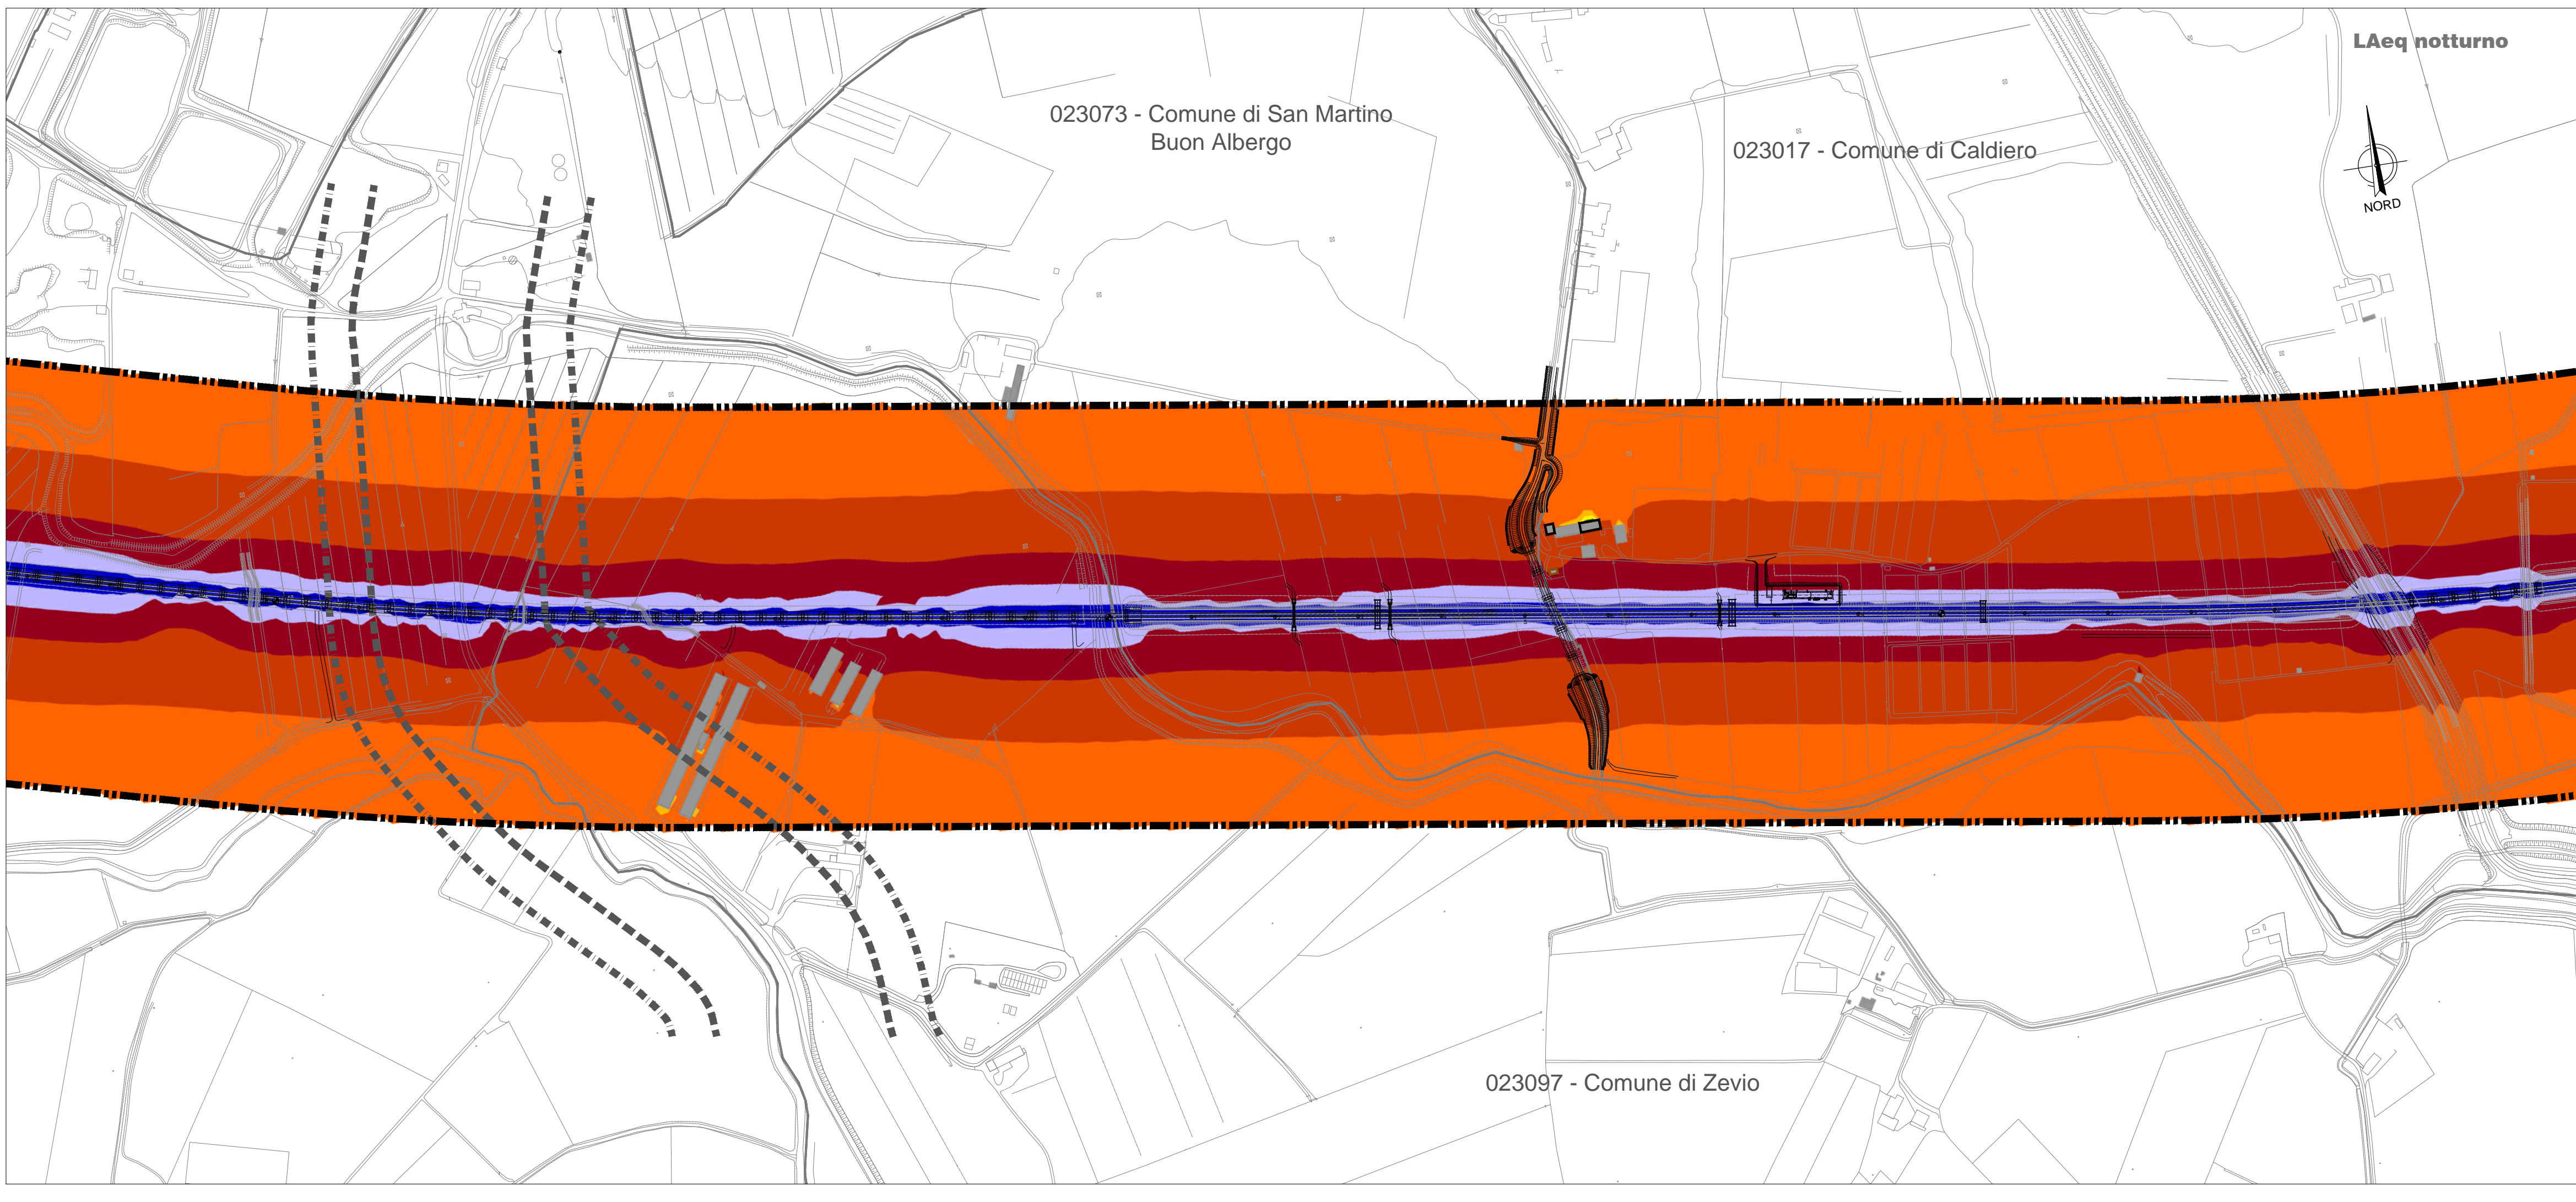 LAeq notturno
023073 - Comune di San Martino
Buon Albergo
023017 - Comune di Caldiero
NORD
023097 - Comune di Zevio